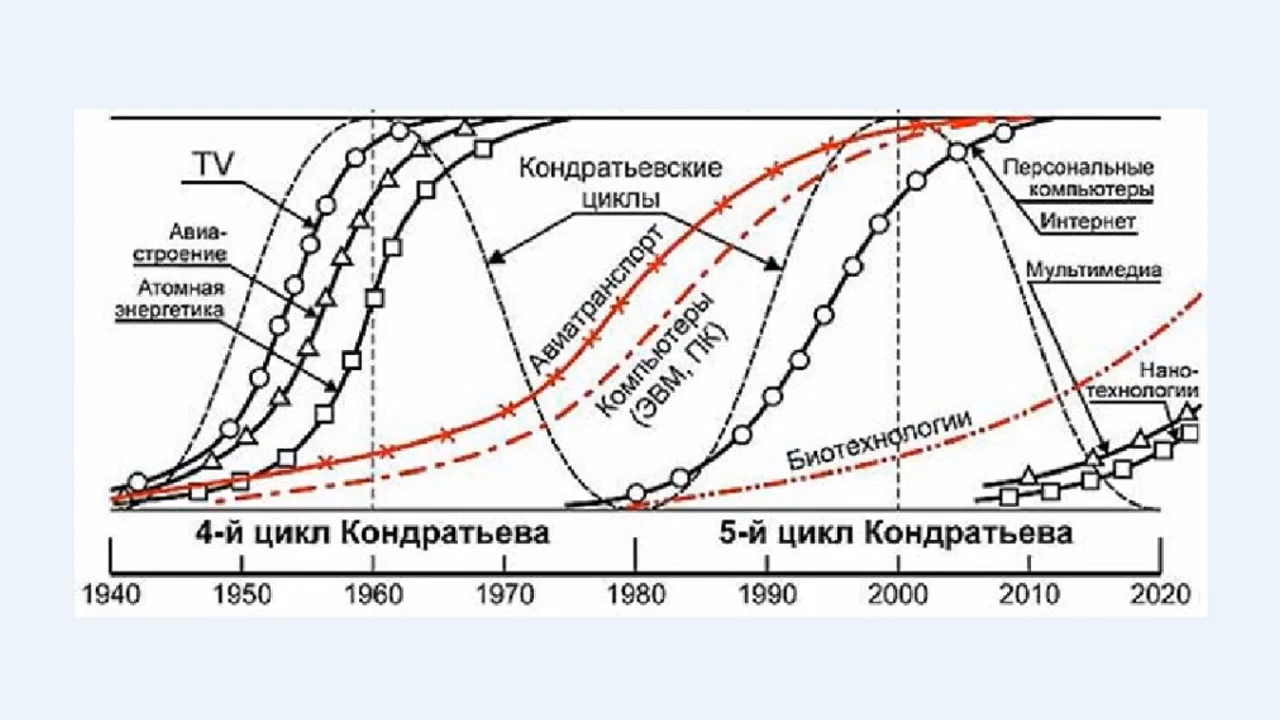 TV
Авиа-
строение
Атомная
энергетика
Кондратьевские
циклы
Авиатранспорт
Компьютеры
(ЭВМ, ПК)
Персональные
компьютеры
Интернет
Мультимедиа
Нано-
технологии
Биотехнологии
4-й цикл Кондратьева
5-й цикл Кондратьева
1940 1950 1960 1970 1980 1990 2000 2010 2020